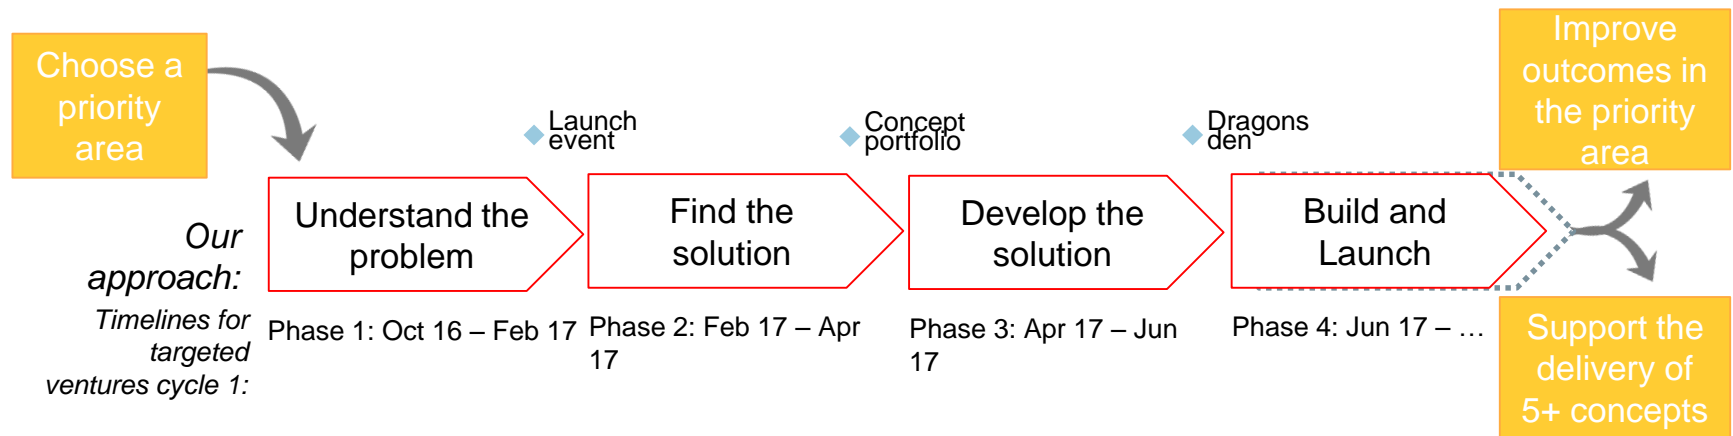 Choose a
priority
area
Launch
event
Concept
portfolio
Dragons
den
Improve
outcomes in
the priority
area
Our
approach:
Understand the
problem
Find the
solution
Develop the
solution
Build and
Launch
Timelines for
targeted
ventures cycle 1:
Phase 1: Oct 16 – Feb 17
Phase 2: Feb 17 – Apr
17
Phase 3: Apr 17 – Jun
17
Phase 4: Jun 17 – …
Support the
delivery of
5+ concepts